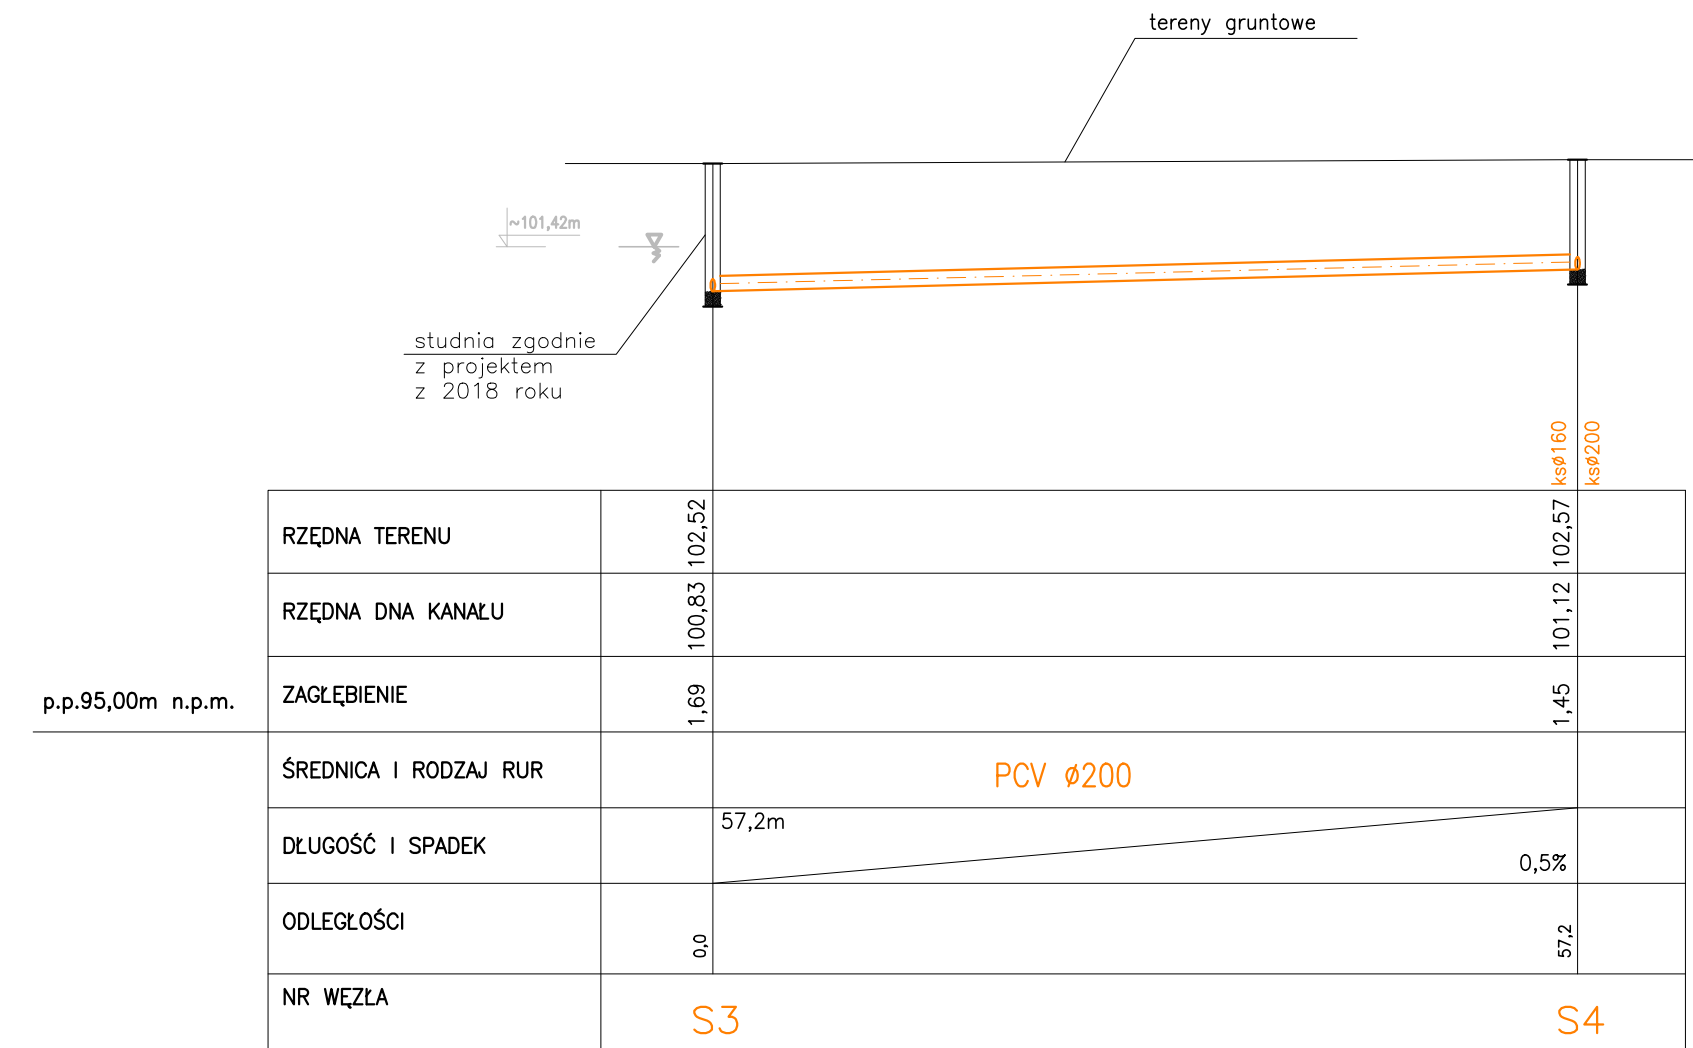 tereny gruntowe
~101,42m
studnia zgodnie
z projektem
z 2018 roku
ksø160
ksø200
RZĘDNA TERENU
102,52
102,57
RZĘDNA DNA KANAŁU
100,83
101,12
p.p.95,00m n.p.m.
ZAGŁĘBIENIE
1,69
1,45
ŚREDNICA I RODZAJ RUR
PCV ø200
DŁUGOŚĆ I SPADEK
57,2m
0,5%
ODLEGŁOŚCI
0,0
57,2
NR WĘZŁA
S3
S4